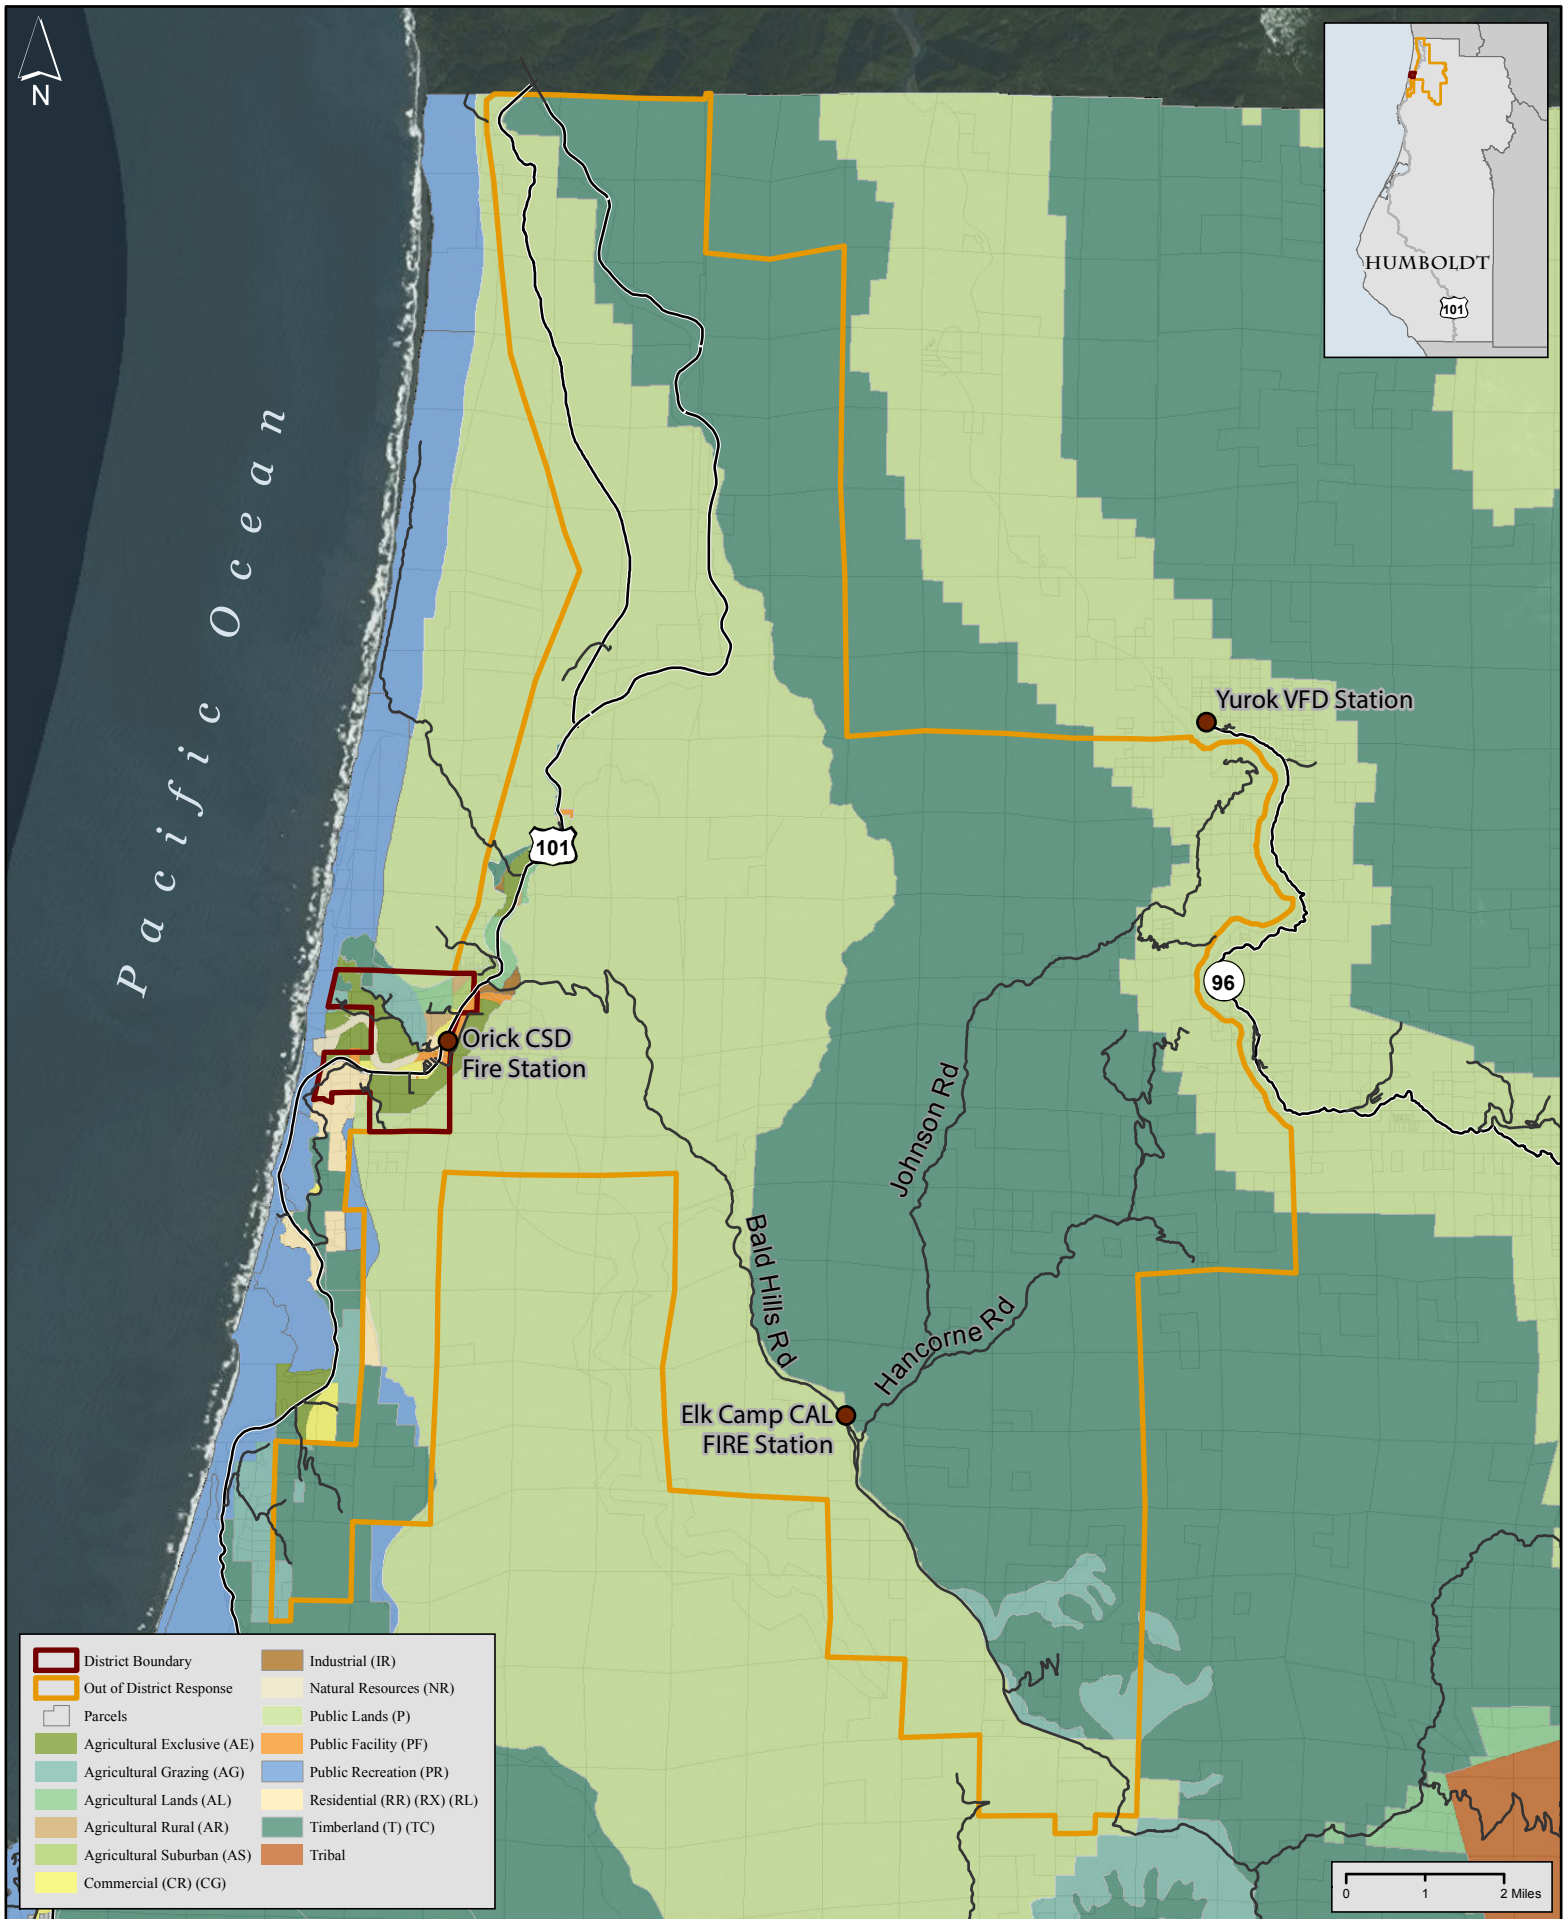 N
HUMBOLDT
101
Pacific Ocean
Yurok VFD Station
101
96
Orick CSD
Fire Station
Johnson Rd
Bald Hills Rd
Hancorne Rd
Elk Camp CAL
FIRE Station
District Boundary
Out of District Response
Parcels
Agricultural Exclusive (AE)
Agricultural Grazing (AG)
Agricultural Lands (AL)
Agricultural Rural (AR)
Agricultural Suburban (AS)
Commercial (CR) (CG)
Industrial (IR)
Natural Resources (NR)
Public Lands (P)
Public Facility (PF)
Public Recreation (PR)
Residential (RR) (RX) (RL)
Timberland (T) (TC)
Tribal
0 1 2 Miles